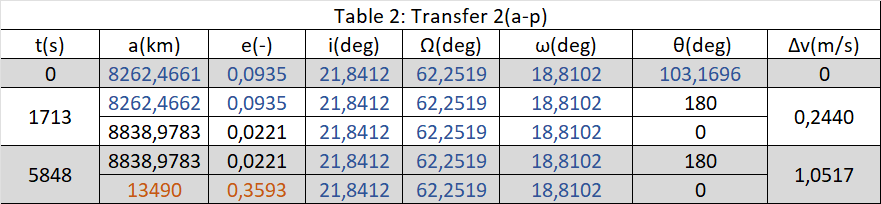 Table 2: Transfer 2(a-p)
t(s) a(km) e(-) i(deg) Ω(deg) ω(deg) θ(deg) Δv(m/s)
0 8262,4661 0,0935 21,8412 62,2519 18,8102 103,1696 0
1713 8262,4662 0,0935 21,8412 62,2519 18,8102 180 0,2440
8838,9783 0,0221 21,8412 62,2519 18,8102 0
5848 8838,9783 0,0221 21,8412 62,2519 18,8102 180 1,0517
13490 0,3593 21,8412 62,2519 18,8102 0